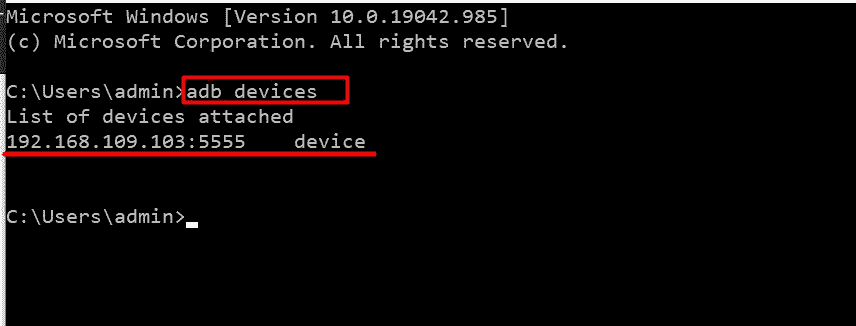 Microsoft Windows [Version 10.0.19042.985]
(c) Microsoft Corporation. All rights reserved.
C:\Users\admin>adb devices
List of devices attached
192.168.109.103:5555    device
C:\Users\admin>